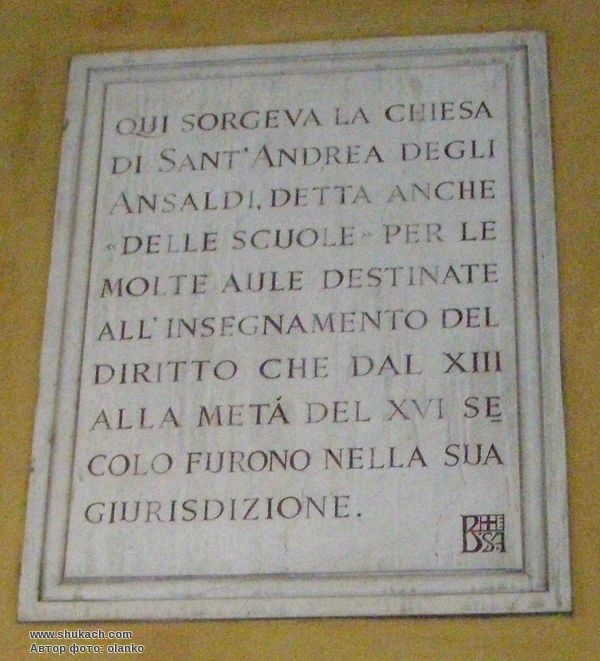 QUI SORGEVA LA CHIESA
DI SANT'ANDREA DEGLI
ANSALDI, DETTA ANCHE
«DELLE SCUOLE» PER LE
MOLTE AULE DESTINATE
ALL'INSEGNAMENTO DEL
DIRITTO CHE DAL XIII
ALLA METÁ DEL XVI SE
COLO FURONO NELLA SUA
GIURISDIZIONE.
BSSA
www.shukach.com
Автор фото: olanko